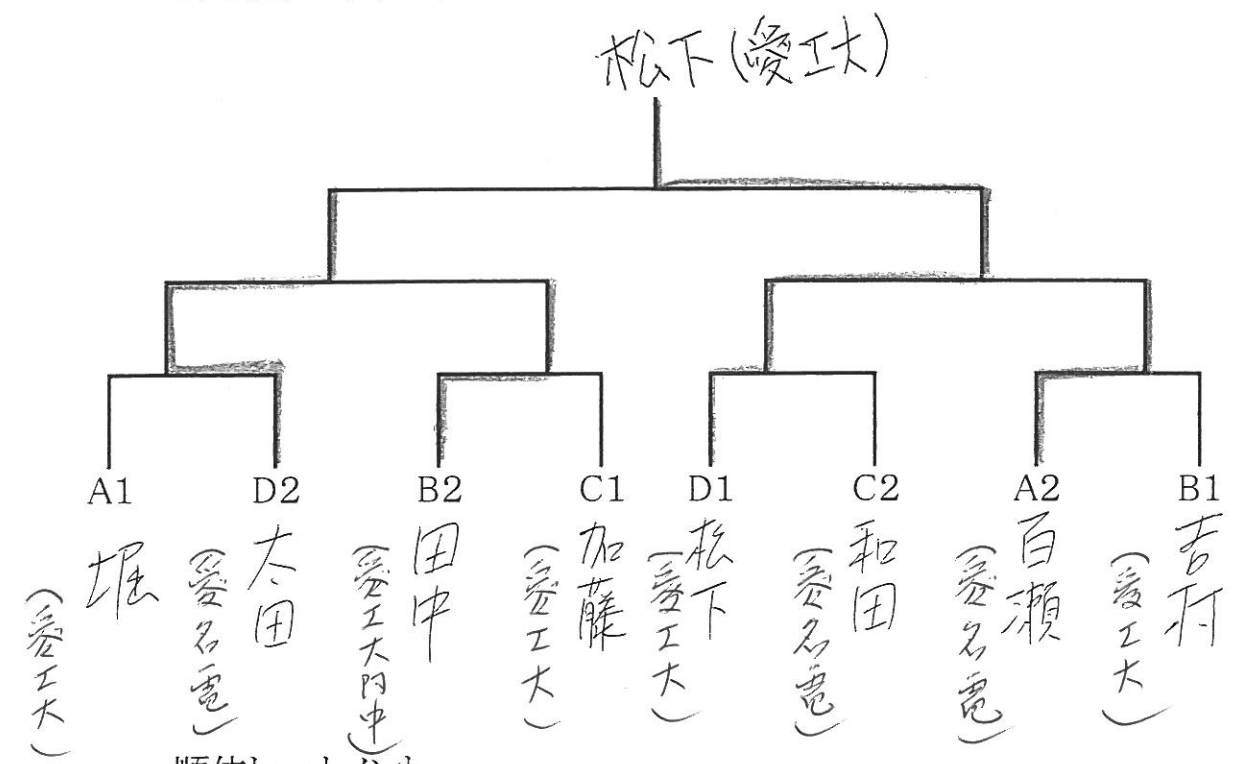 松下(愛工大)
A1 D2 B2 C1 D1 C2 A2 B1
堀
(愛工大)
太田
(愛名電)
田中
(愛工大附中)
加藤
(愛工大)
松下
(愛工大)
和田
(愛名電)
百瀬
(愛名電)
吉村
(愛工大)